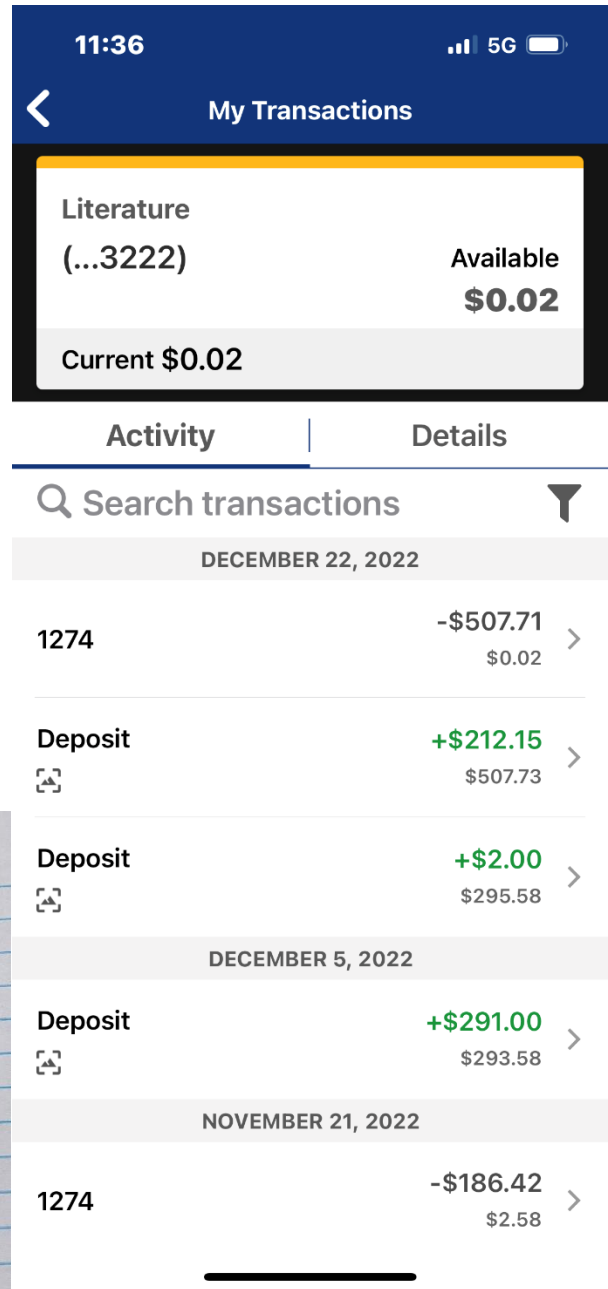 11:36 5G
My Transactions
Literature
(...3222) Available
$0.02
Current $0.02
Activity Details
Search transactions
DECEMBER 22, 2022
1274 -$507.71
$0.02
Deposit +$212.15
$507.73
Deposit +$2.00
$295.58
DECEMBER 5, 2022
Deposit +$291.00
$293.58
NOVEMBER 21, 2022
1274 -$186.42
$2.58